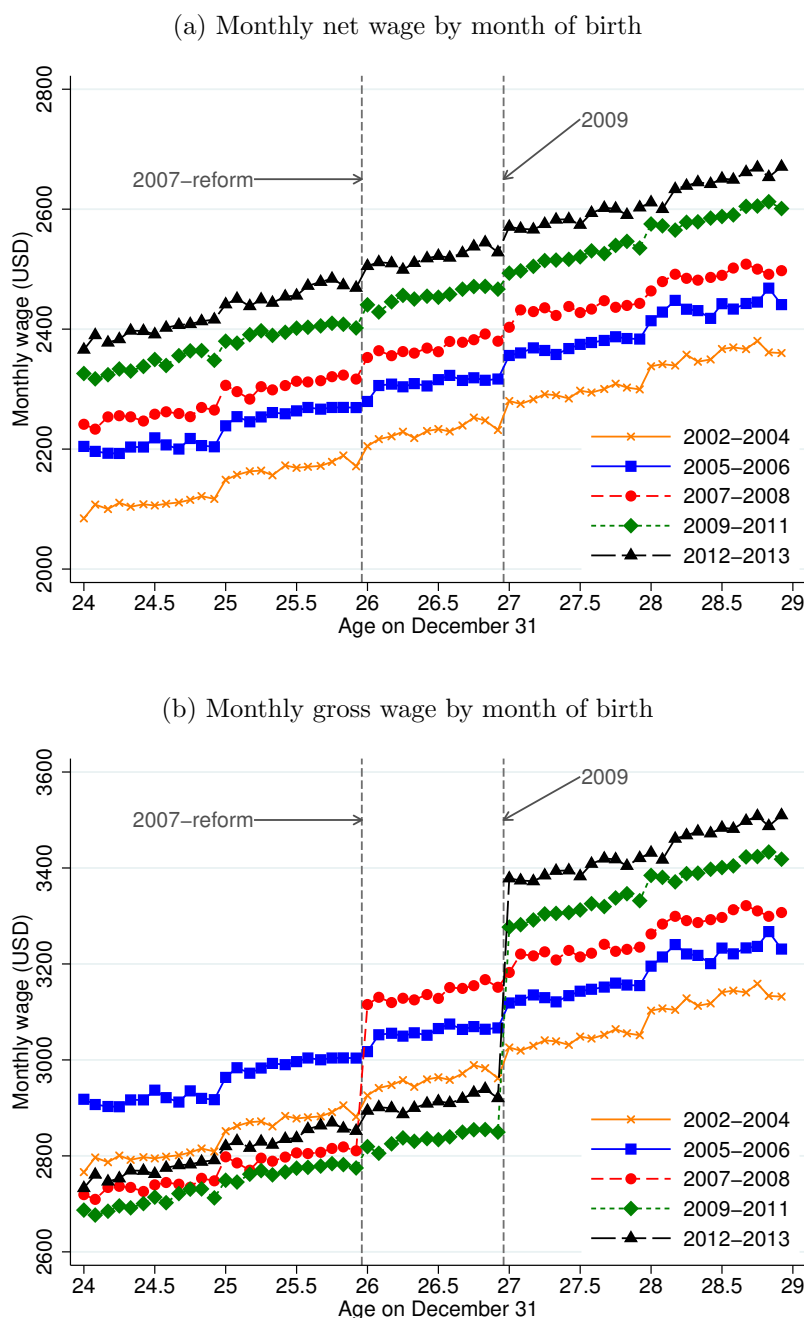 (a) Monthly net wage by month of birth
2800
2600
2400
2200
2000
Monthly wage (USD)
2007−reform
2009
2002−2004
2005−2006
2007−2008
2009−2011
2012−2013
24 24.5 25 25.5 26 26.5 27 27.5 28 28.5 29
Age on December 31
(b) Monthly gross wage by month of birth
3600
3400
3200
3000
2800
2600
Monthly wage (USD)
2007−reform
2009
2002−2004
2005−2006
2007−2008
2009−2011
2012−2013
24 24.5 25 25.5 26 26.5 27 27.5 28 28.5 29
Age on December 31